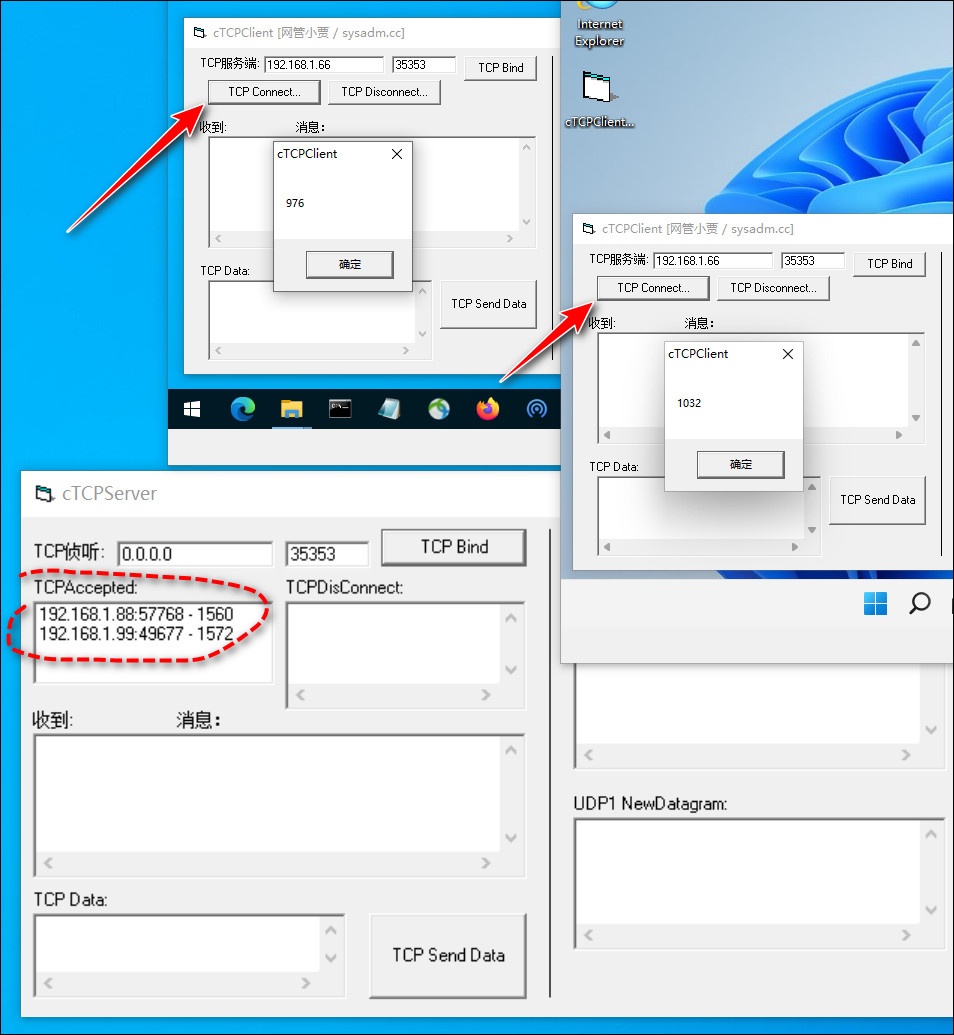 cTCPClient [网管小贾 / sysadm.cc]
TCP服务端: 192.168.1.66 35353 TCP Bind
TCP Connect... TCP Disconnect...
收到: 消息：
cTCPClient
976
确定
TCP Data:
TCP Send Data
Internet
Explorer
cTCPClient...
cTCPClient [网管小贾 / sysadm.cc]
TCP服务端: 192.168.1.66 35353 TCP Bind
TCP Connect... TCP Disconnect...
收到: 消息：
cTCPClient
1032
确定
TCP Data:
TCP Send Data
cTCPServer
TCP侦听: 0.0.0.0 35353 TCP Bind
TCPAccepted: TCPDisConnect:
192.168.1.88:57768 - 1560
192.168.1.99:49677 - 1572
收到: 消息：
UDP1 NewDatagram:
TCP Data:
TCP Send Data